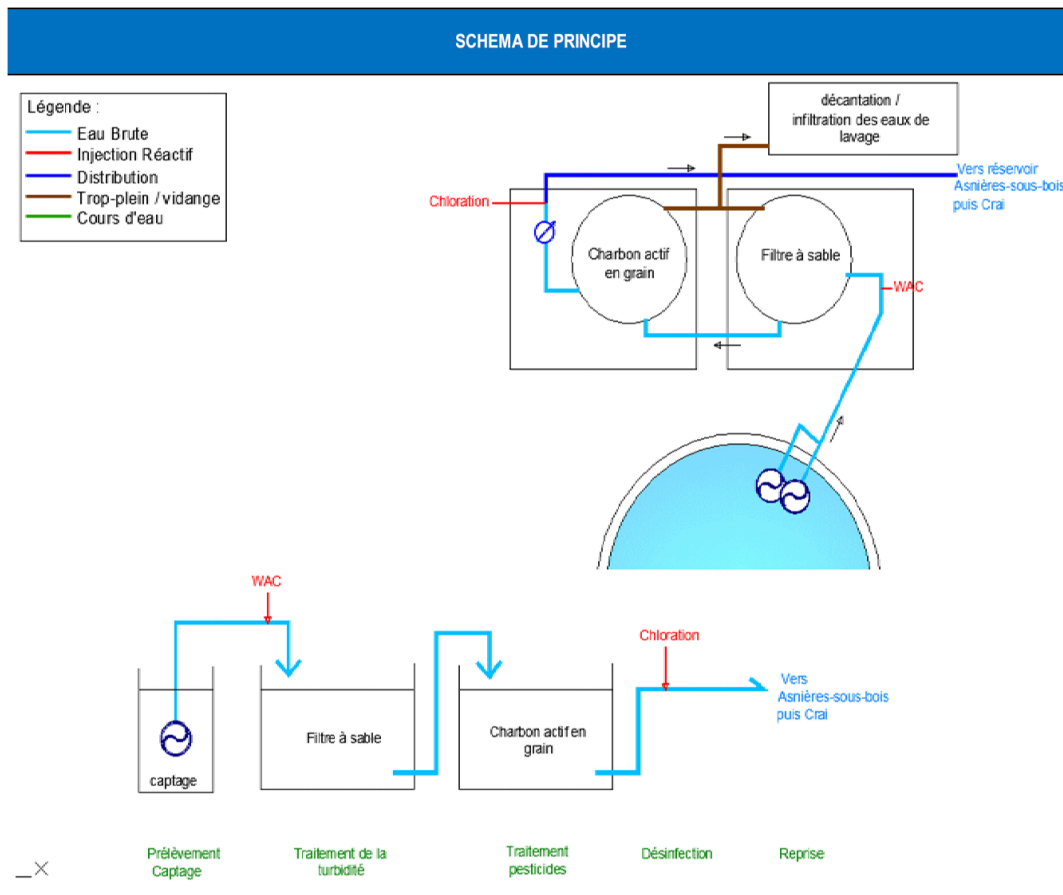 SCHEMA DE PRINCIPE
Légende :
Eau Brute
Injection Réactif
Distribution
Trop-plein / vidange
Cours d'eau
décantation /
infiltration des eaux de
lavage
Vers réservoir
Asnières-sous-bois
puis Crai
Chloration
Charbon actif
en grain
Filtre à sable
WAC
WAC
Chloration
Vers
Asnières-sous-bois
puis Crai
Filtre à sable
Charbon actif en
grain
captage
Prélèvement
Captage
Traitement de la
turbidité
Traitement
pesticides
Désinfection
Reprise